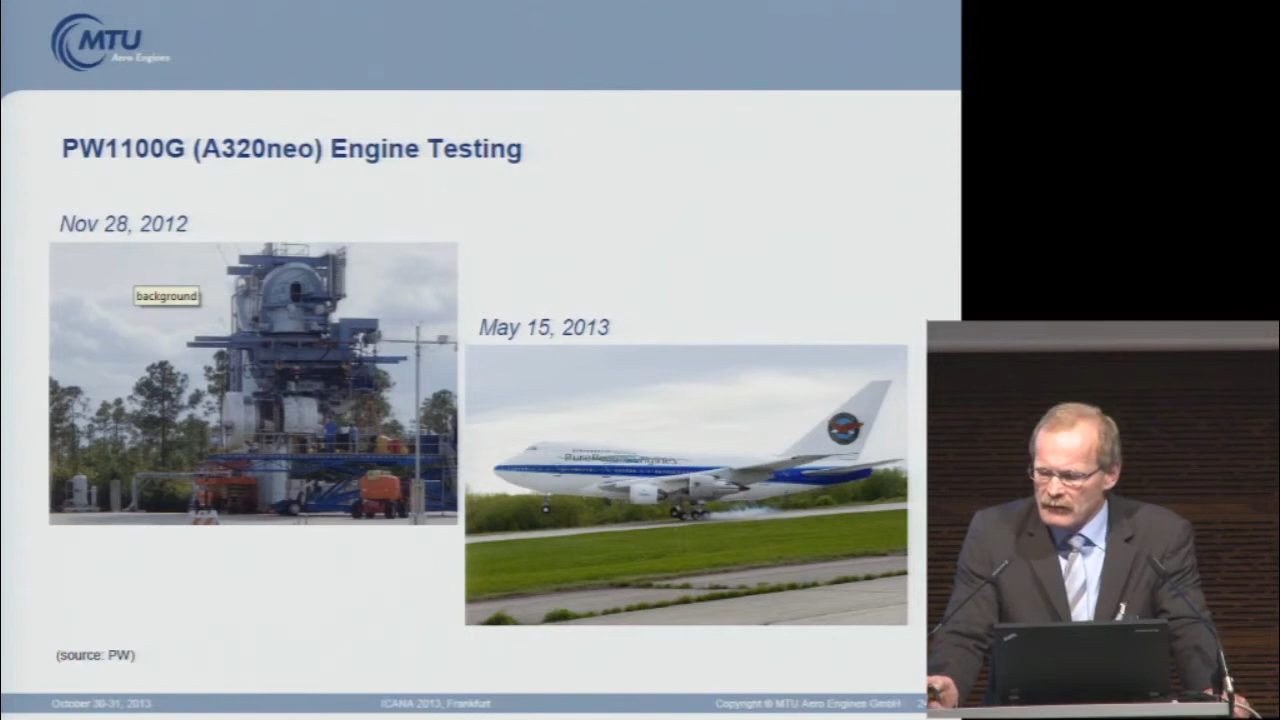 MTU
Aero Engines
PW1100G (A320neo) Engine Testing
Nov 28, 2012
background
May 15, 2013
(source: PW)
October 30-31, 2013
ICANA 2013, Frankfurt
Copyright © MTU Aero Engines GmbH